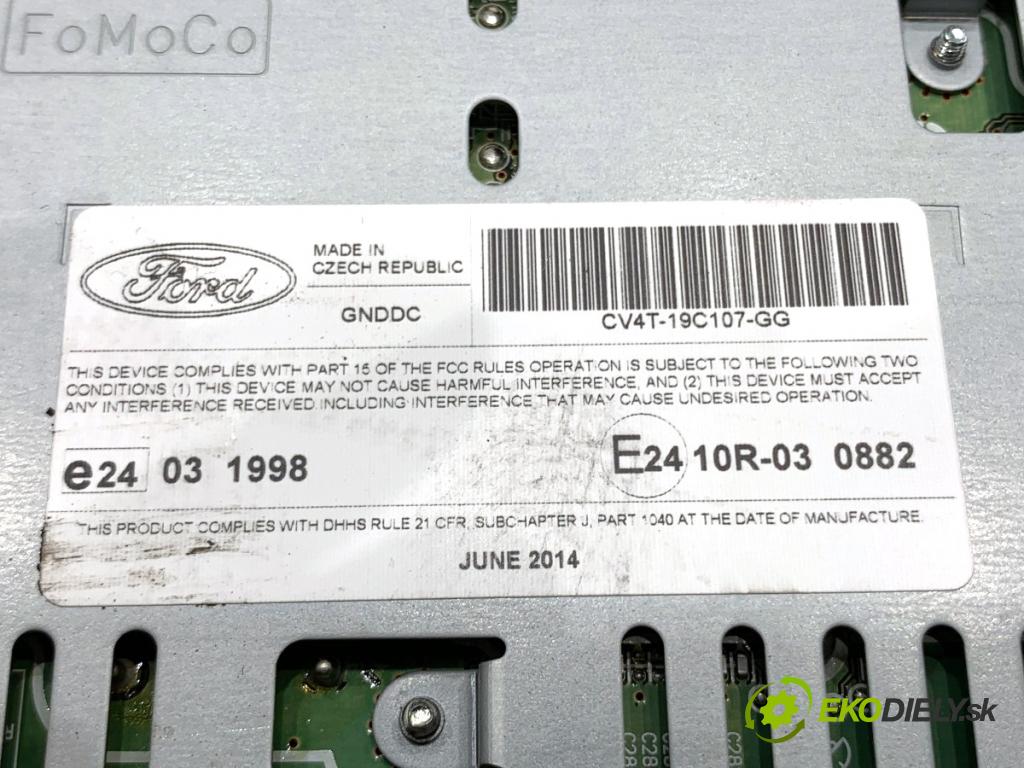 FoMoCo
Ford
MADE IN
CZECH REPUBLIC
GNDDC
CV4T-19C107-GG
THIS DEVICE COMPLIES WITH PART 15 OF THE FCC RULES OPERATION IS SUBJECT TO THE FOLLOWING TWO
CONDITIONS (1) THIS DEVICE MAY NOT CAUSE HARMFUL INTERFERENCE, AND (2) THIS DEVICE MUST ACCEPT
ANY INTERFERENCE RECEIVED INCLUDING INTERFERENCE THAT MAY CAUSE UNDESIRED OPERATION.
e24 03 1998
E24 10R-03 0882
THIS PRODUCT COMPLIES WITH DHHS RULE 21 CFR, SUBCHAPTER J, PART 1040 AT THE DATE OF MANUFACTURE.
JUNE 2014
EKODIELY.sk